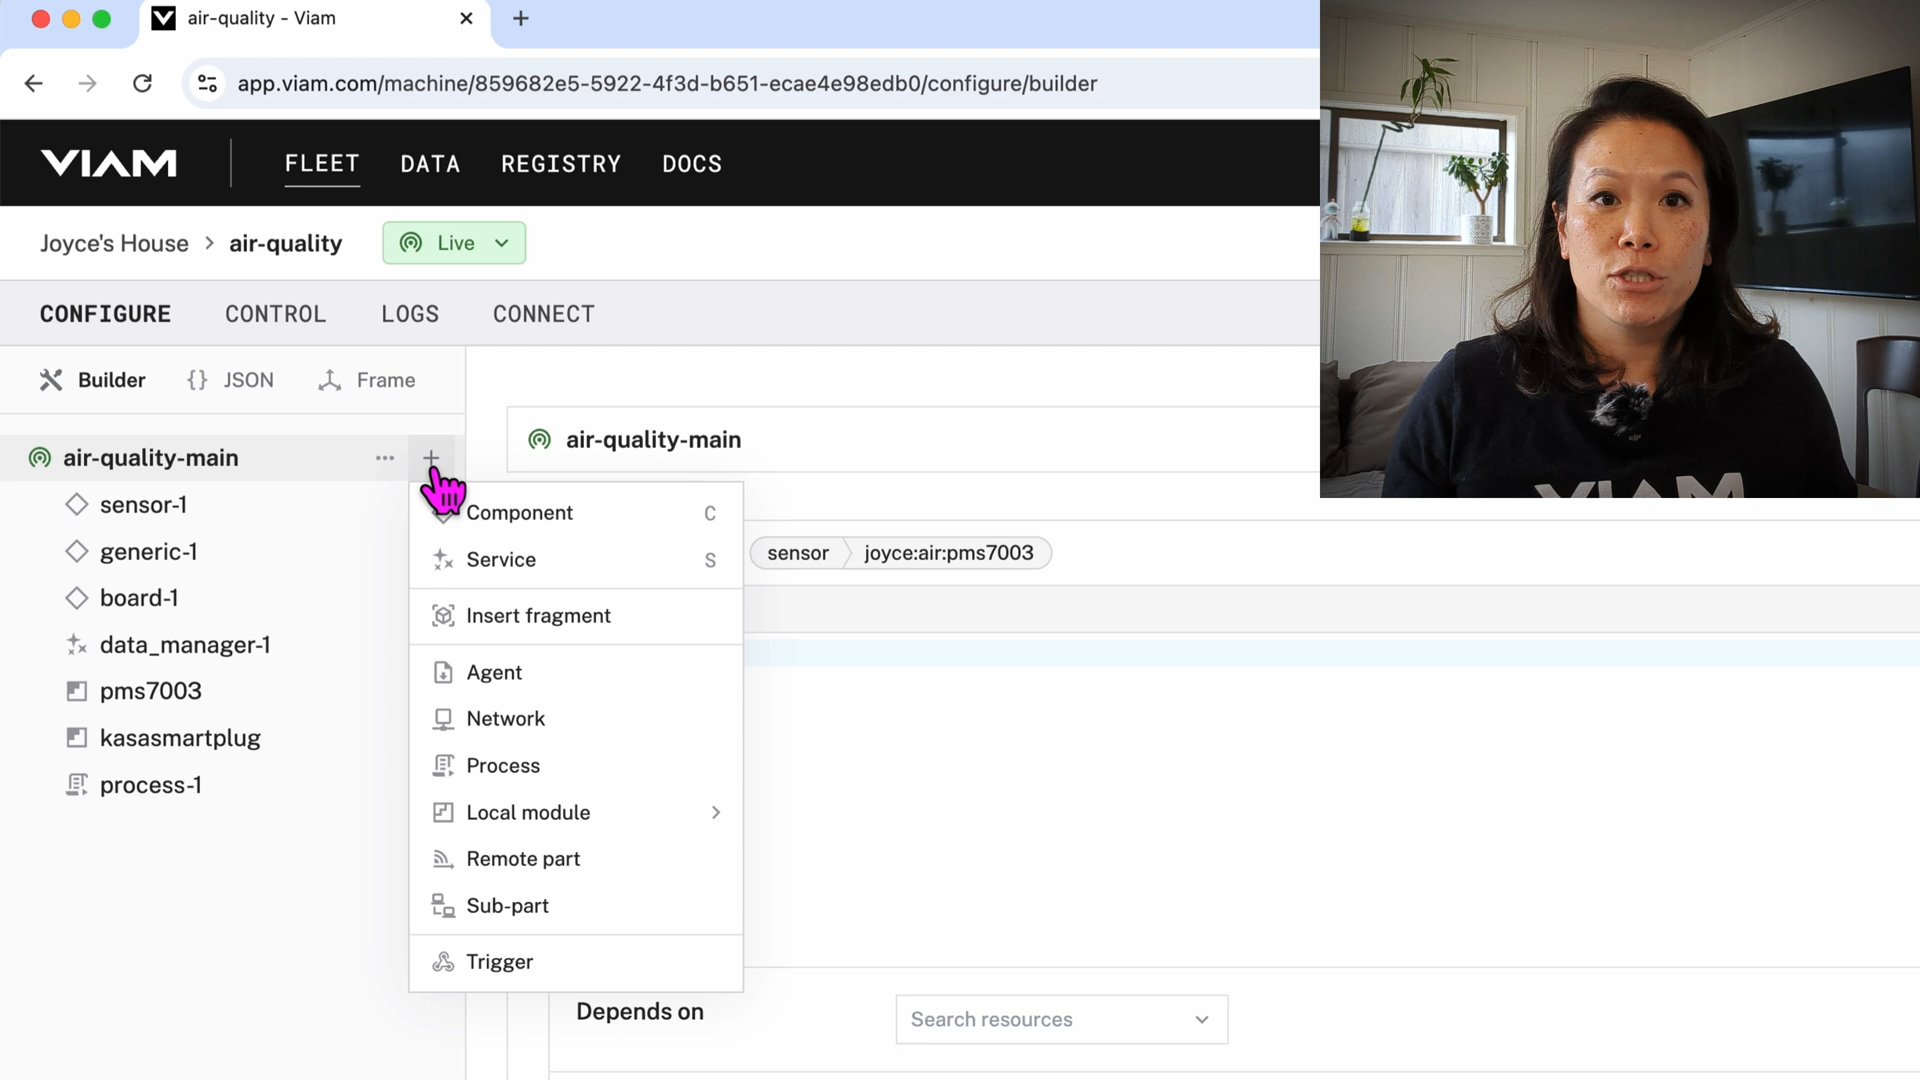 air-quality - Viam
app.viam.com/machine/859682e5-5922-4f3d-b651-ecae4e98edb0/configure/builder
VIAM
FLEET
DATA
REGISTRY
DOCS
Joyce's House > air-quality
Live
CONFIGURE
CONTROL
LOGS
CONNECT
Builder
{} JSON
Frame
air-quality-main
sensor-1
generic-1
board-1
data_manager-1
pms7003
kasasmartplug
process-1
Component C
Service S
Insert fragment
Agent
Network
Process
Local module
Remote part
Sub-part
Trigger
air-quality-main
sensor
joyce:air:pms7003
Depends on
Search resources
VIAM